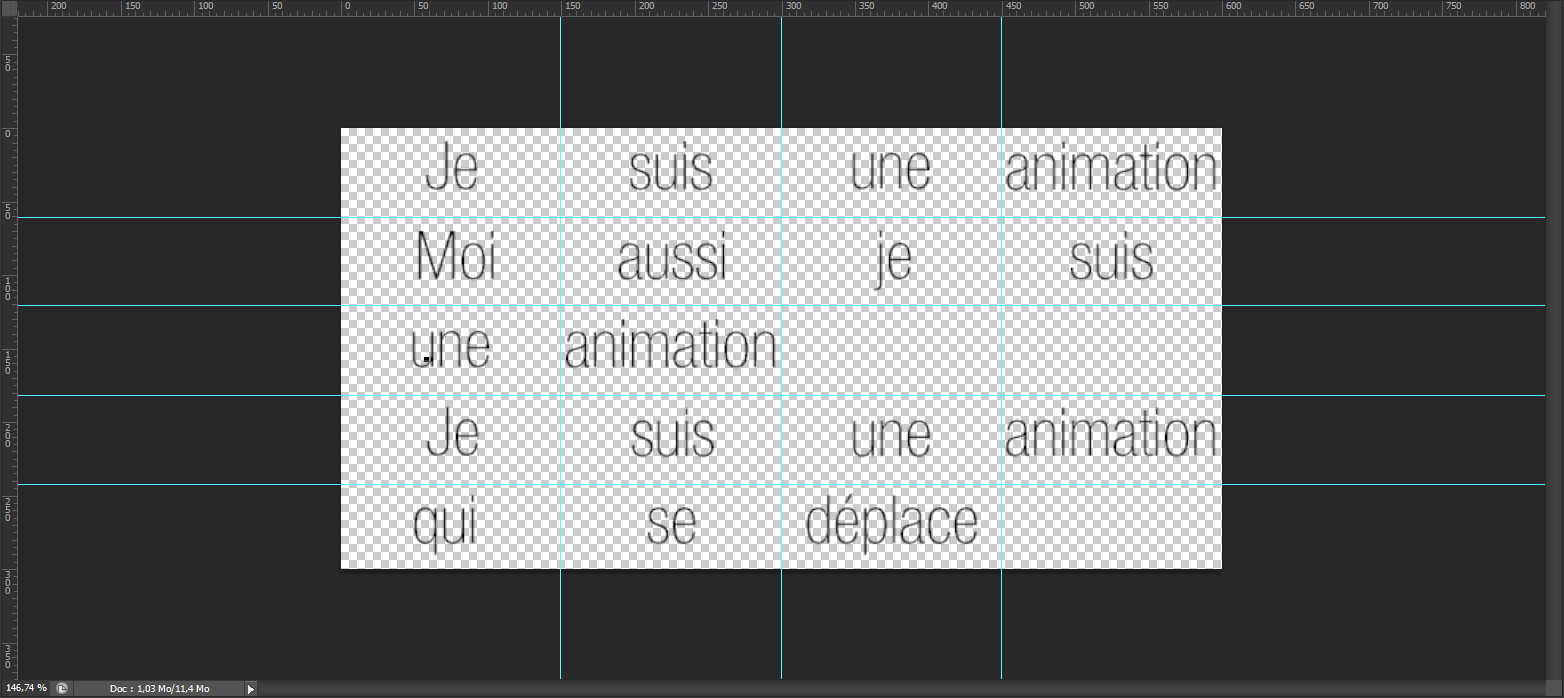 200 150 100 50 0 50 100 150 200 250 300 350 400 450 500 550 600 650 700 750 800
50
0
50
100
150
200
250
300
350
Je suis une animation
Moi aussi je suis
une animation
Je suis une animation
qui se déplace
146,74 % Doc : 1,03 Mo/11,4 Mo